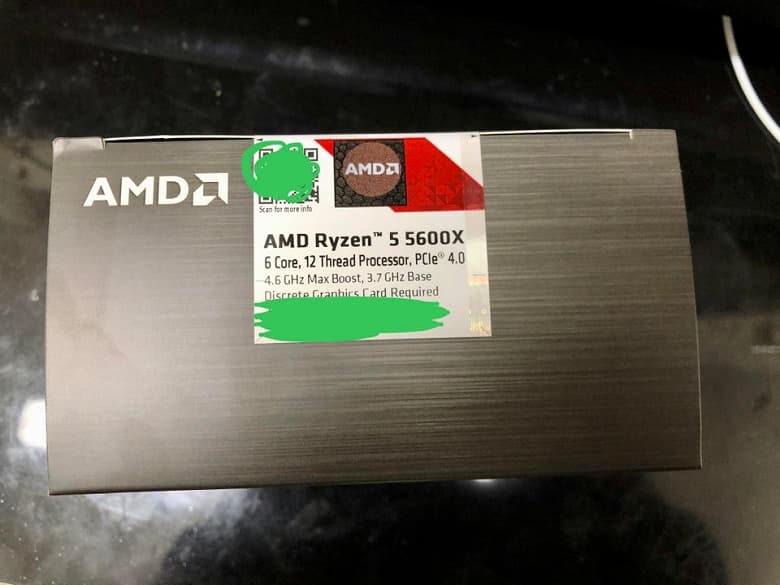 AMD
Scan for more info
AMD
AMD Ryzen™ 5 5600X
6 Core, 12 Thread Processor, PCIe® 4.0
4.6 GHz Max Boost, 3.7 GHz Base
Discrete Graphics Card Required